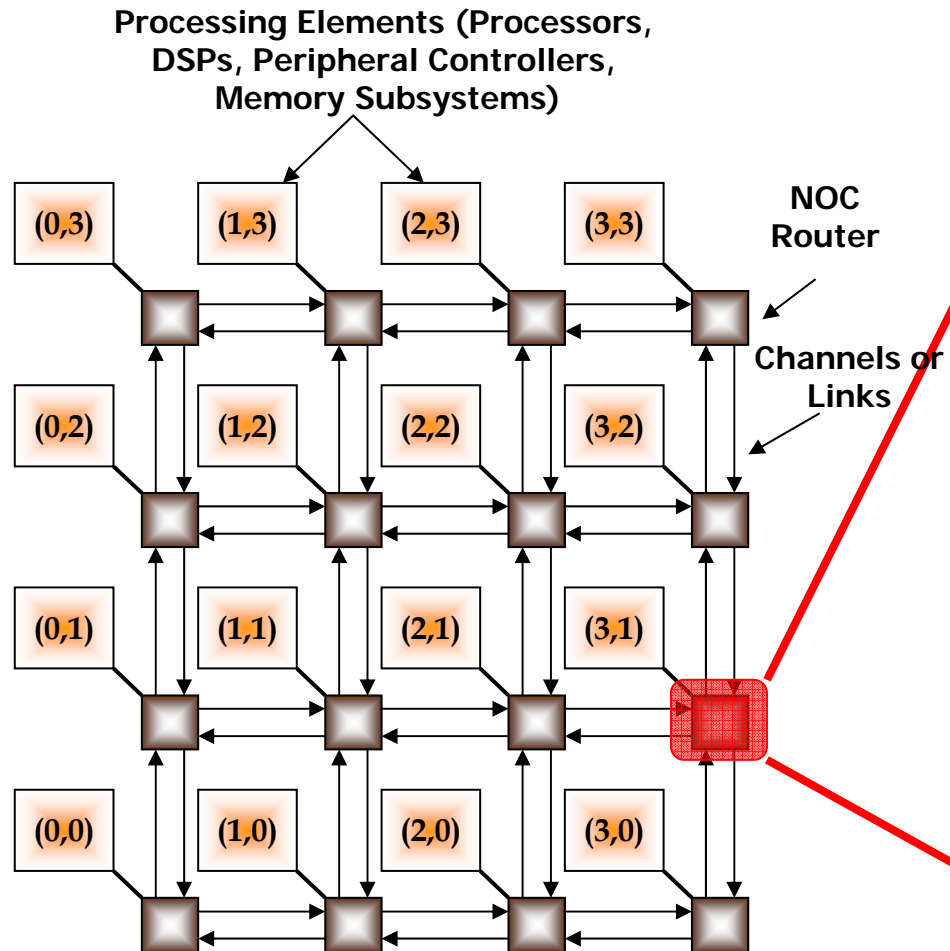 Processing Elements (Processors,
DSPs, Peripheral Controllers,
Memory Subsystems)
(0,3)
(1,3)
(2,3)
(3,3)
NOC
Router
Channels or
Links
(0,2)
(1,2)
(2,2)
(3,2)
(0,1)
(1,1)
(2,1)
(3,1)
(0,0)
(1,0)
(2,0)
(3,0)